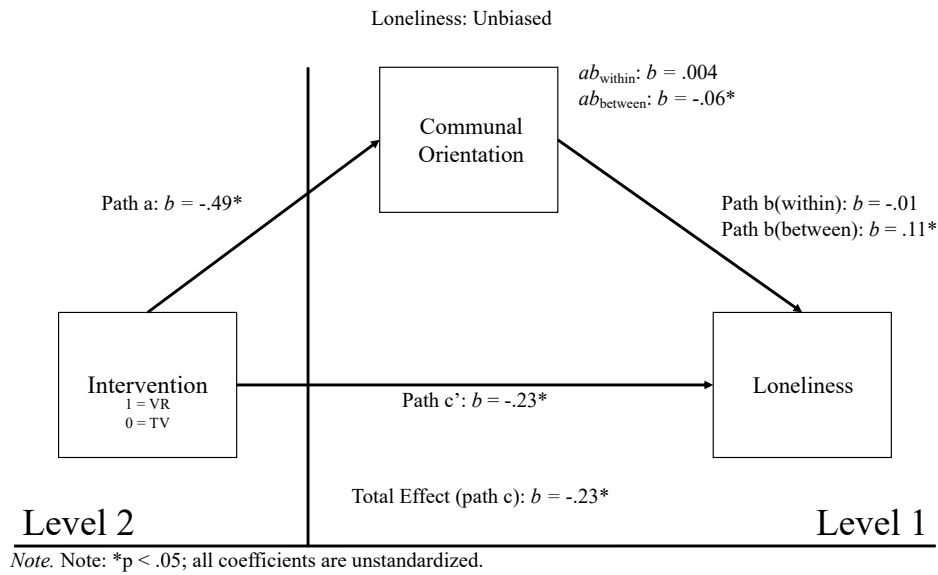 Loneliness: Unbiased
ab_within: b = .004
ab_between: b = -.06*
Communal
Orientation
Path a: b = -.49*
Path b(within): b = -.01
Path b(between): b = .11*
Intervention
1 = VR
0 = TV
Loneliness
Path c’: b = -.23*
Total Effect (path c): b = -.23*
Level 2
Level 1
Note. Note: *p < .05; all coefficients are unstandardized.